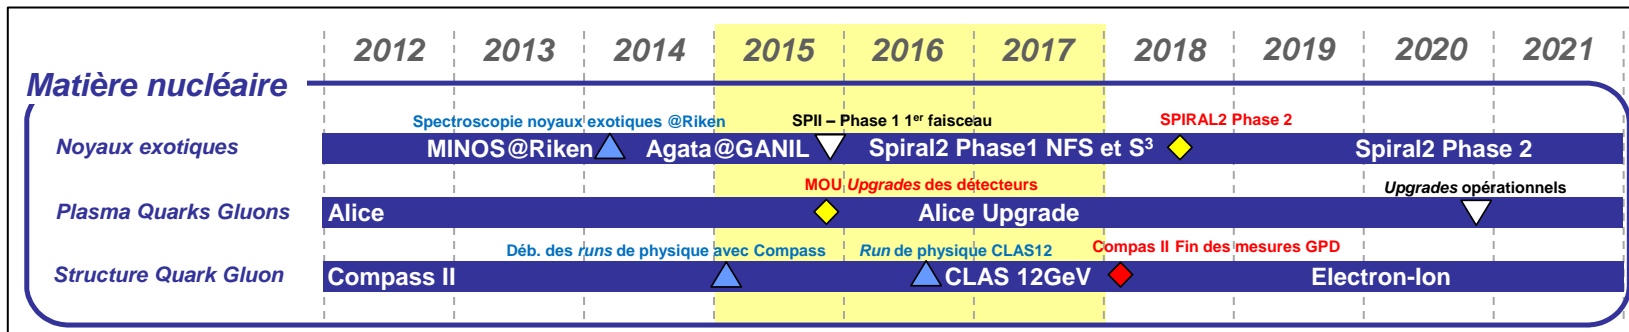 2012 2013 2014 2015 2016 2017 2018 2019 2020 2021
Matière nucléaire
Spectroscopie noyaux exotiques @Riken SPII – Phase 1 1er faisceau SPIRAL2 Phase 2
Noyaux exotiques MINOS@Riken Agata@GANIL Spiral2 Phase1 NFS et S³ Spiral2 Phase 2
MOU Upgrades des détecteurs Upgrades opérationnels
Plasma Quarks Gluons Alice Alice Upgrade
Déb. des runs de physique avec Compass Run de physique CLAS12 Compas II Fin des mesures GPD
Structure Quark Gluon Compass II CLAS 12GeV Electron-Ion